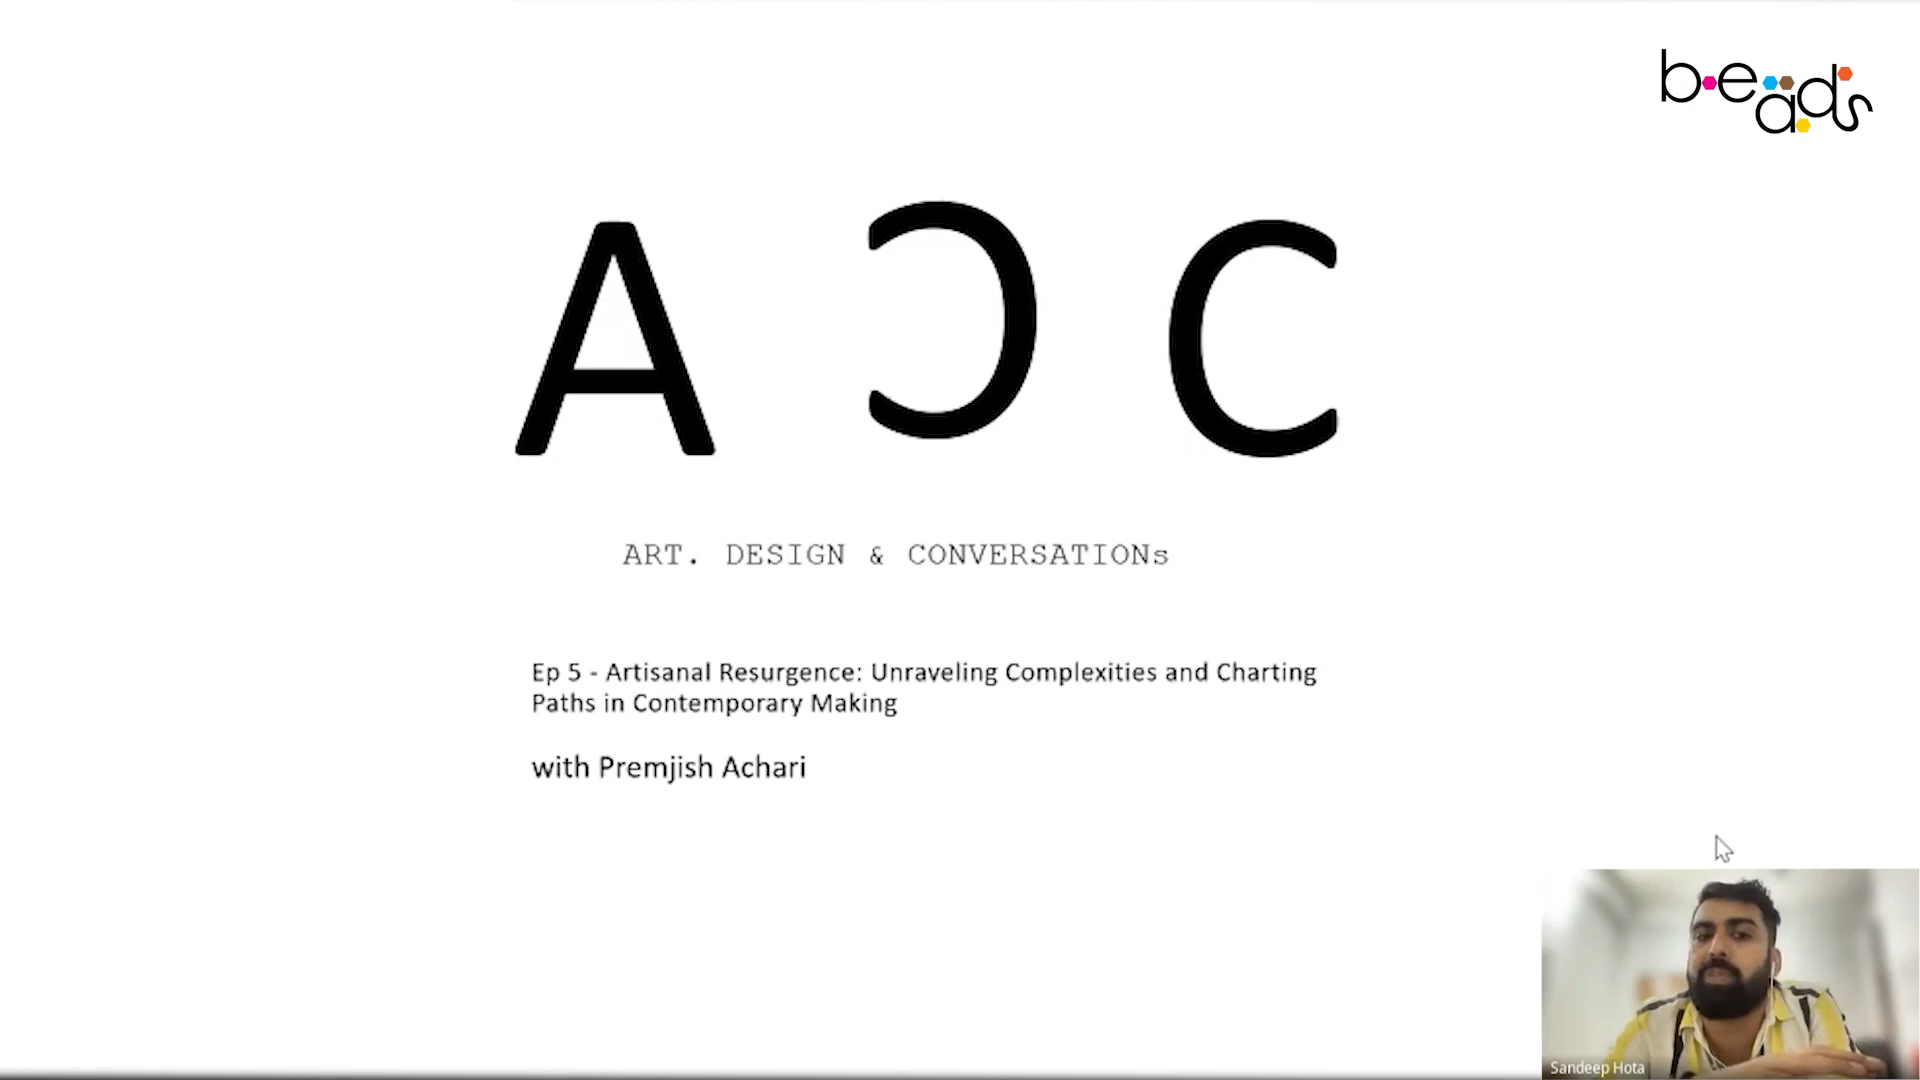 beads
A Ɔ C
ART. DESIGN & CONVERSATIONs
Ep 5 - Artisanal Resurgence: Unraveling Complexities and Charting
Paths in Contemporary Making
with Premjish Achari
Sandeep Hota